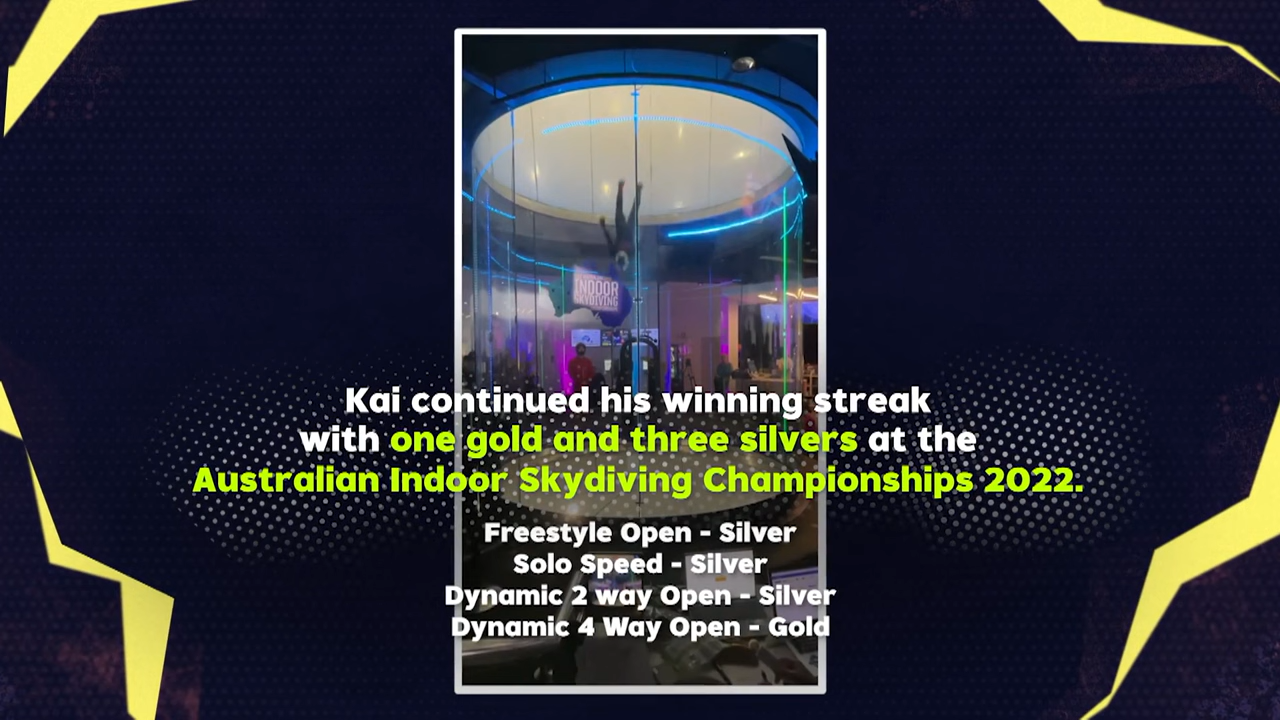 INDOOR
SKYDIVING
Kai continued his winning streak
with one gold and three silvers at the
Australian Indoor Skydiving Championships 2022.
Freestyle Open - Silver
Solo Speed - Silver
Dynamic 2 way Open - Silver
Dynamic 4 Way Open - Gold